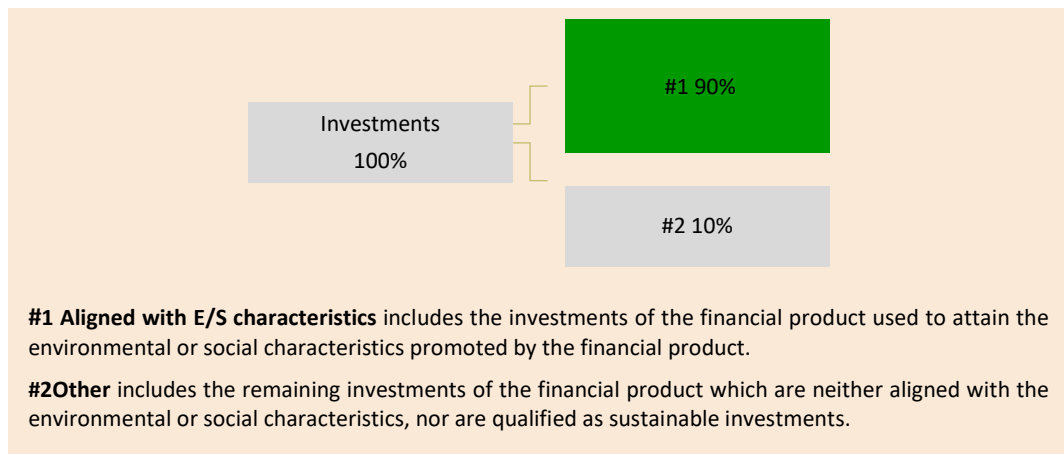 #1 90%
Investments
100%
#2 10%
#1 Aligned with E/S characteristics includes the investments of the financial product used to attain the
environmental or social characteristics promoted by the financial product.
#2Other includes the remaining investments of the financial product which are neither aligned with the
environmental or social characteristics, nor are qualified as sustainable investments.